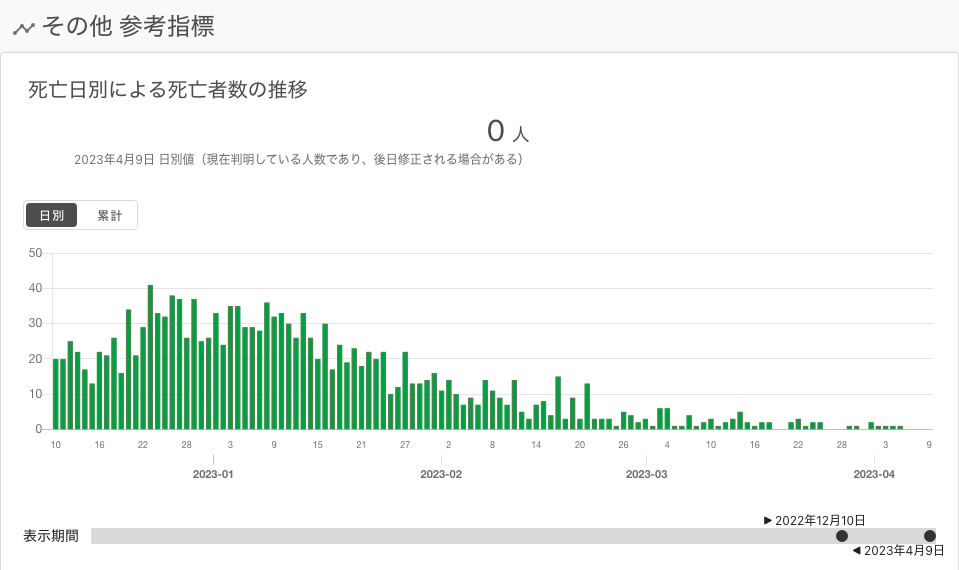 その他 参考指標
死亡日別による死亡者数の推移
0 人
2023年4月9日 日別値（現在判明している人数であり、後日修正される場合がある）
日別 累計
50
40
30
20
10
0
10 16 22 28 3 9 15 21 27 2 8 14 20 26 4 10 16 22 28 3 9
2023-01 2023-02 2023-03 2023-04
▶ 2022年12月10日
表示期間
◀ 2023年4月9日